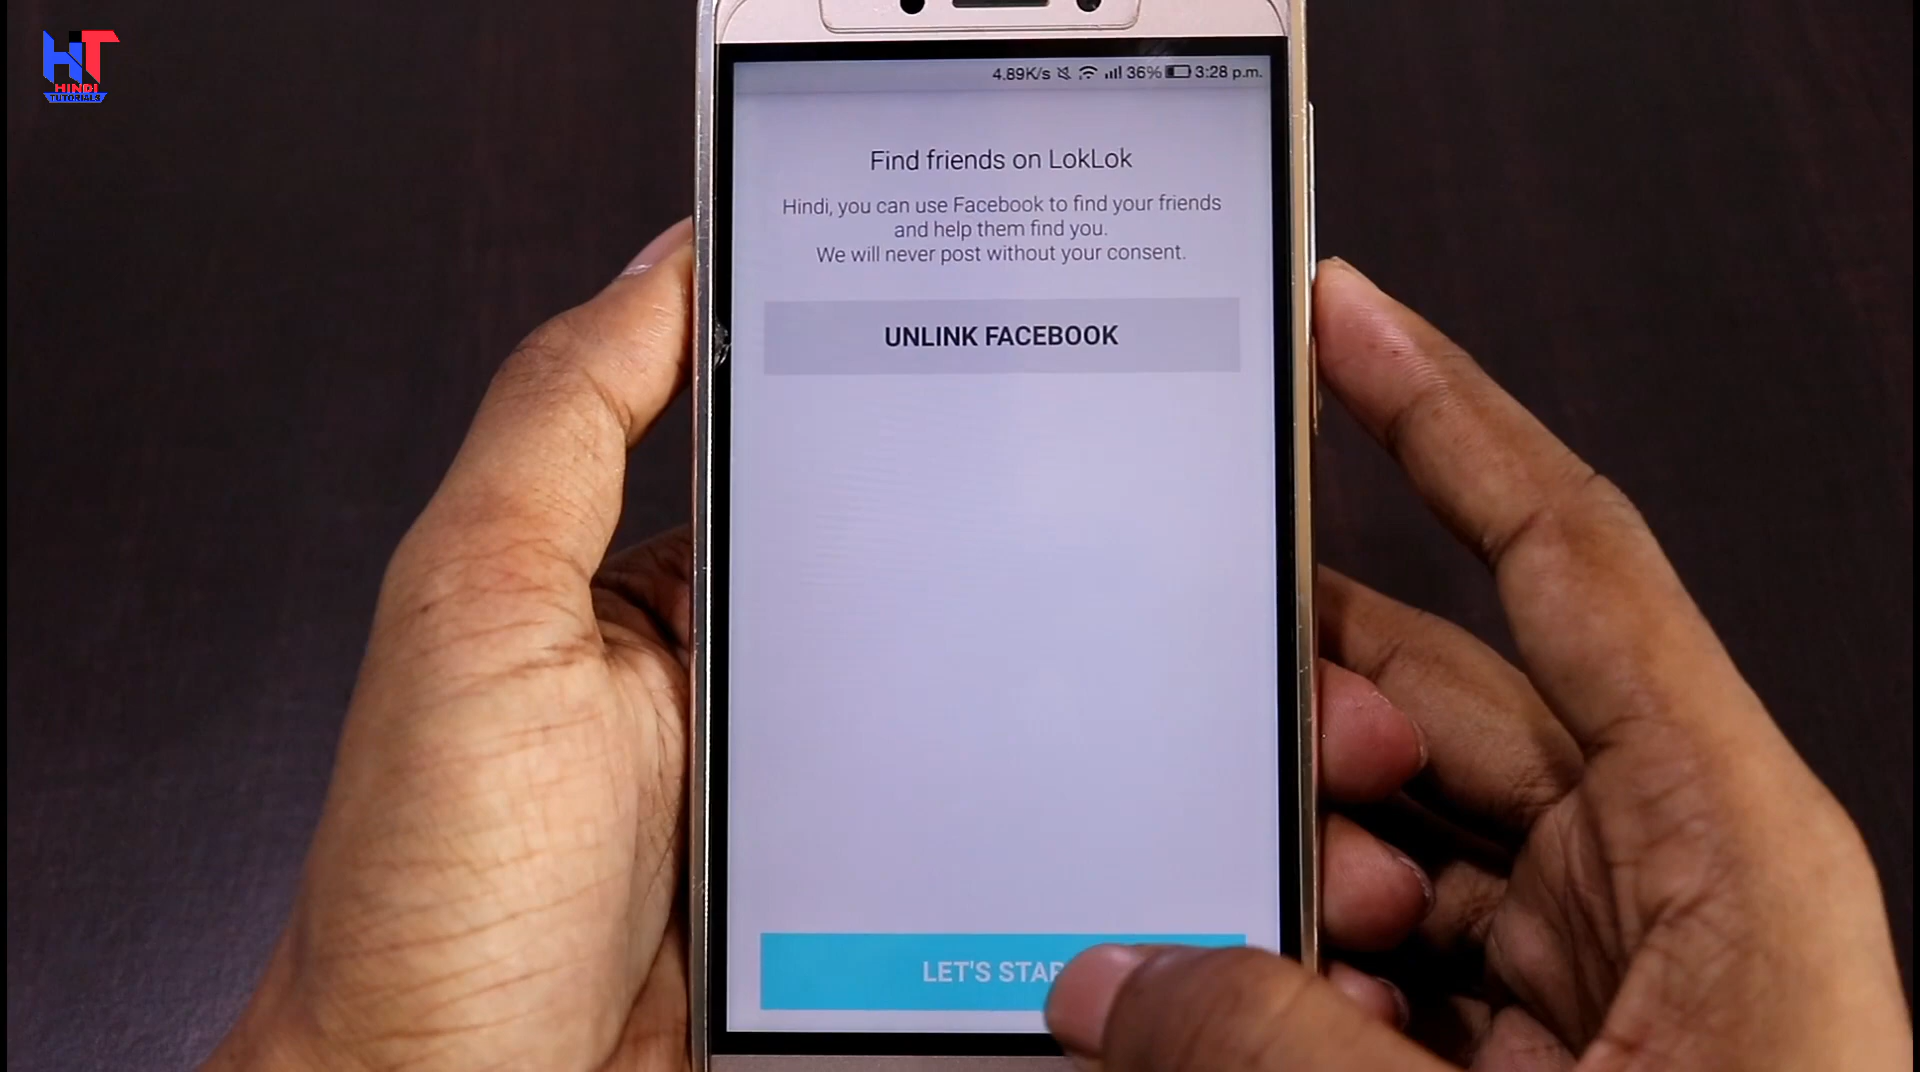 HT
HINDI
TUTORIALS
4.89K/s 36% 3:28 p.m.
Find friends on LokLok
Hindi, you can use Facebook to find your friends
and help them find you.
We will never post without your consent.
UNLINK FACEBOOK
LET'S STAR